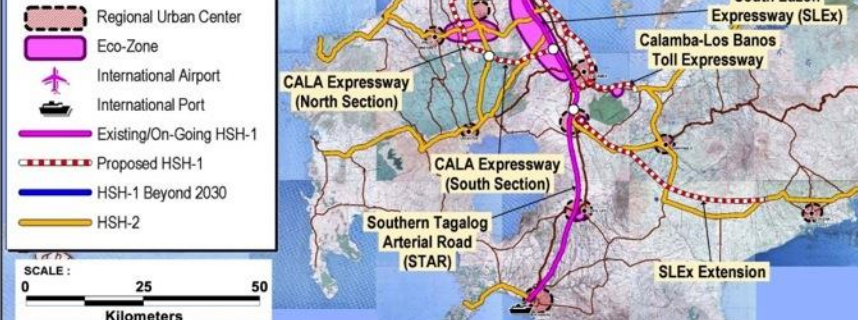 Regional Urban Center
Eco-Zone
International Airport
International Port
Existing/On-Going HSH-1
Proposed HSH-1
HSH-1 Beyond 2030
HSH-2
SCALE :
0 25 50
Kilometers
Expressway (SLEx)
Calamba-Los Banos
Toll Expressway
CALA Expressway
(North Section)
CALA Expressway
(South Section)
Southern Tagalog
Arterial Road
(STAR)
SLEx Extension